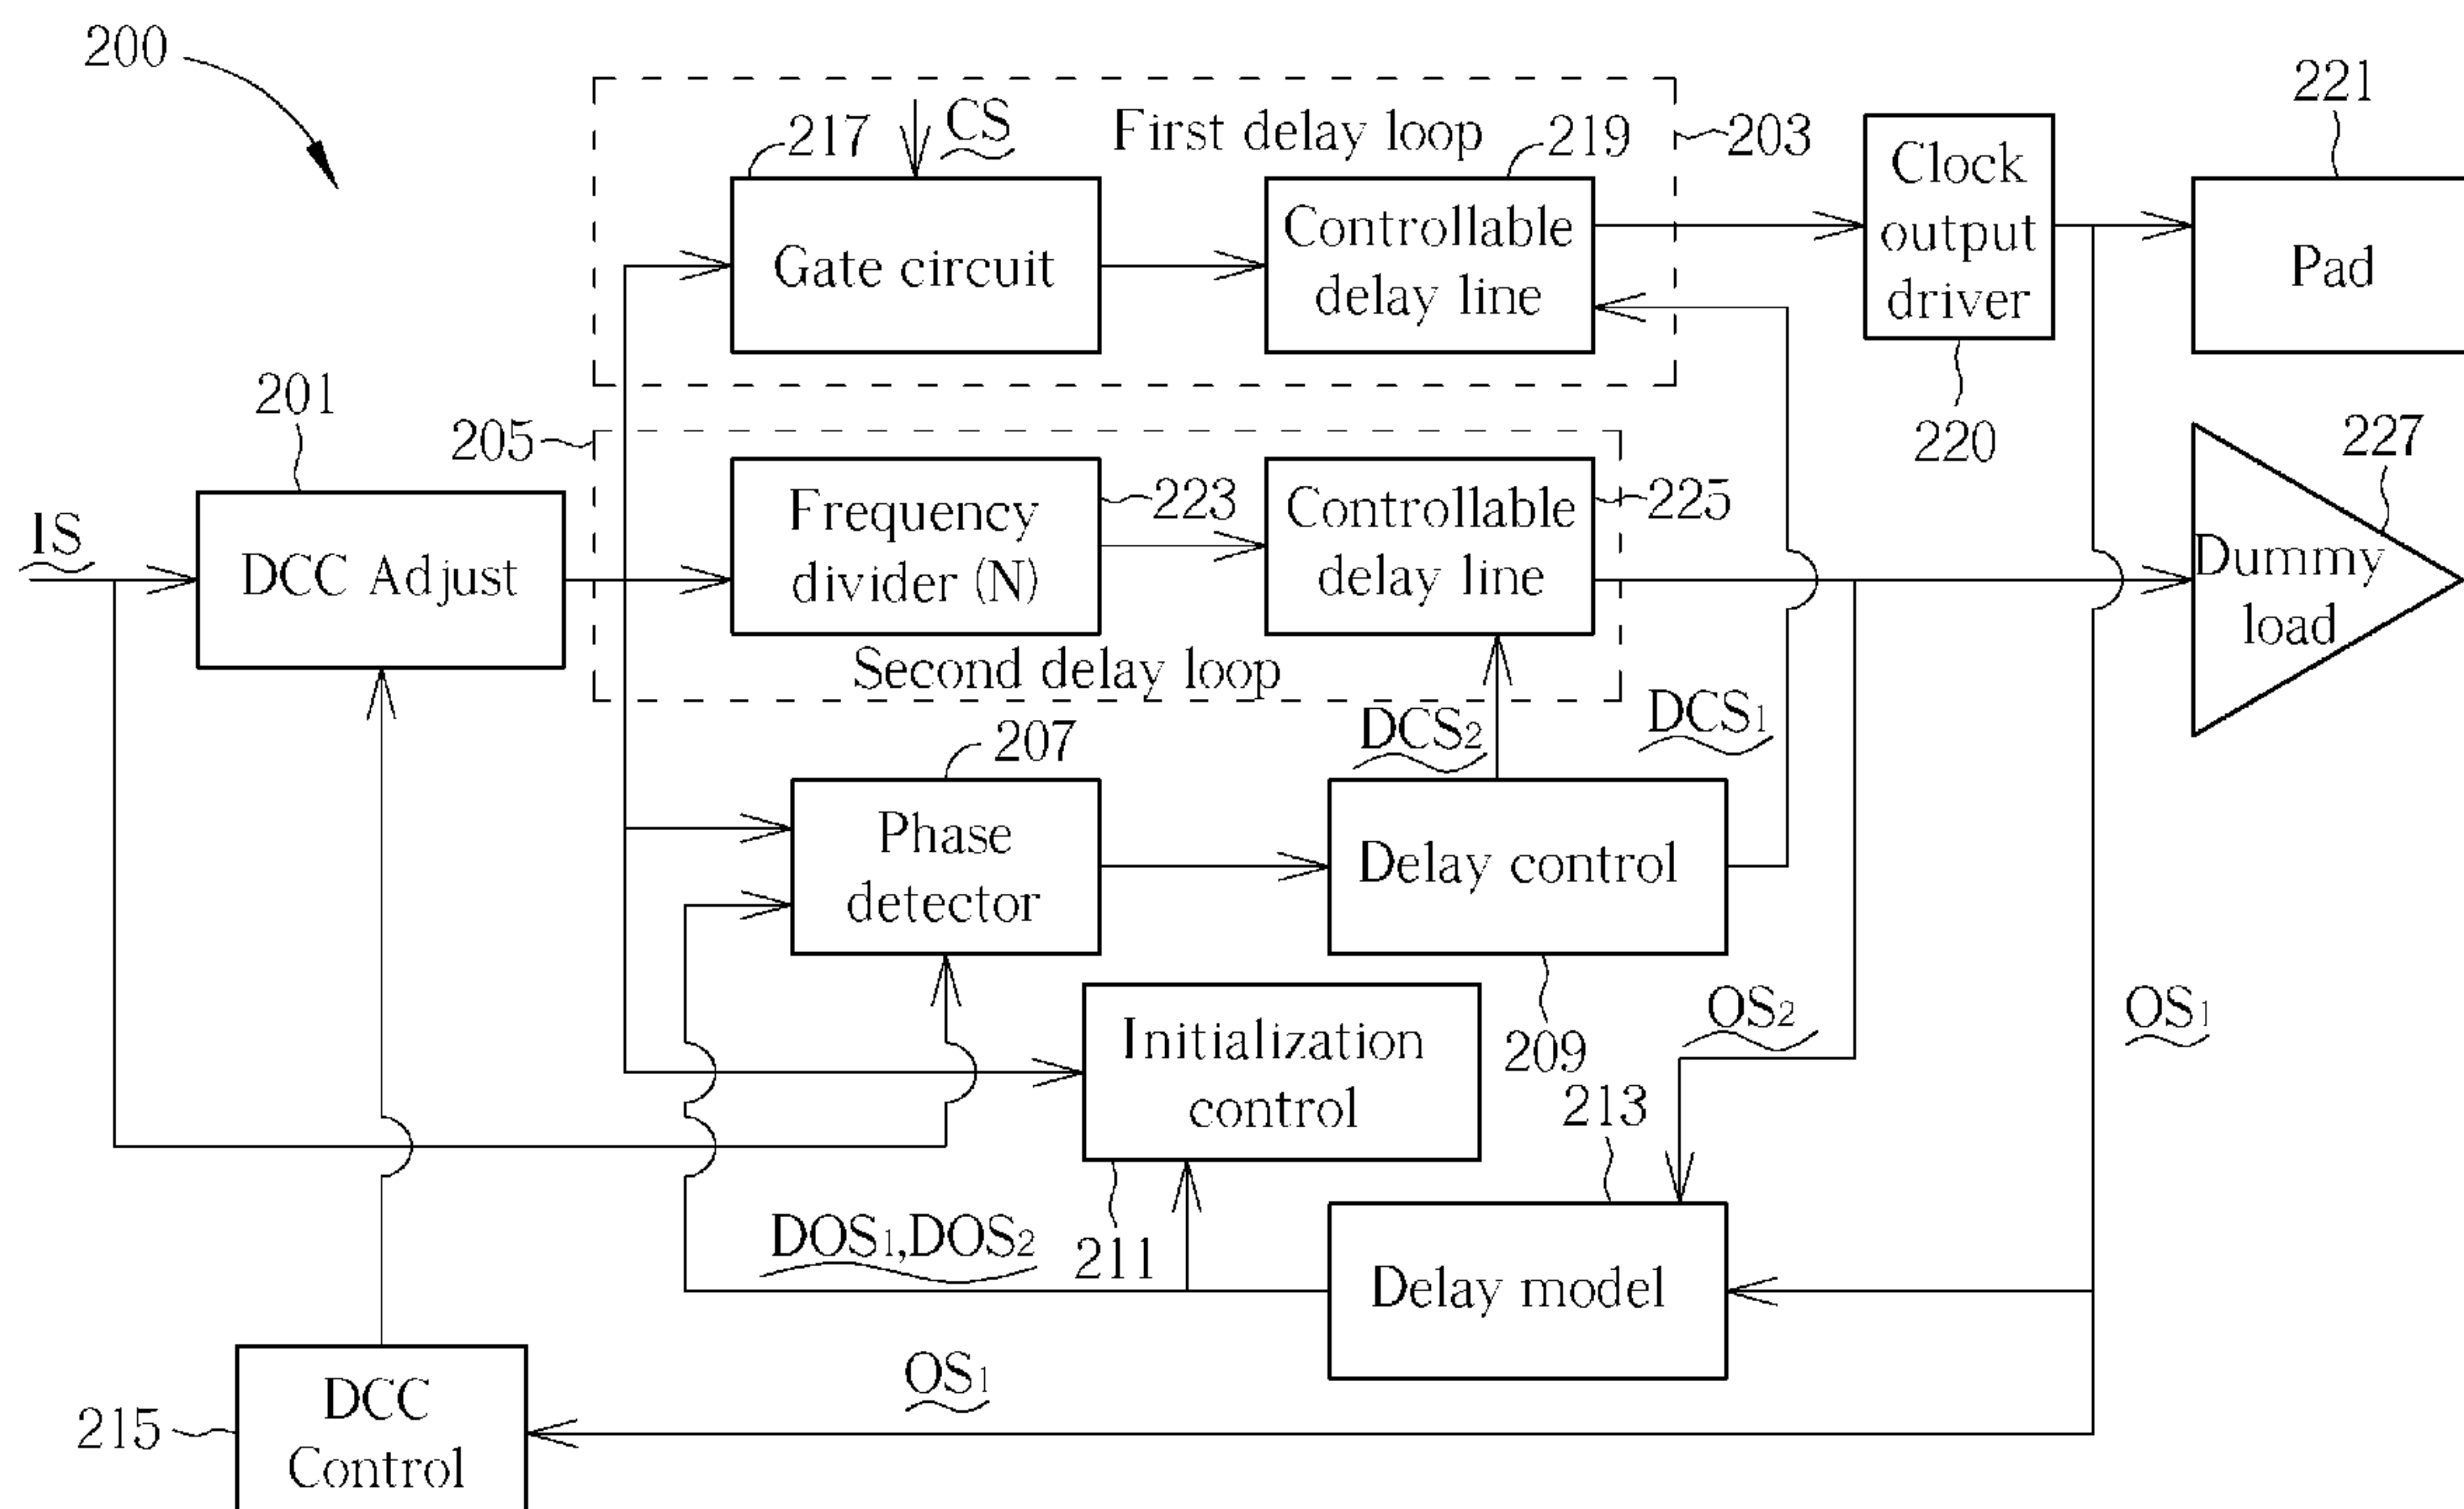 200
217
CS
First delay loop
219
203
221
Gate circuit
Controllable
delay line
Clock
output
driver
Pad
201
205
220
227
IS
DCC Adjust
Frequency
divider (N)
223
Controllable
delay line
225
Dummy
load
Second delay loop
207
DCS2
DCS1
Phase
detector
Delay control
Initialization
control
209
OS2
OS1
213
DOS1,DOS2
211
Delay model
215
DCC
Control
OS1